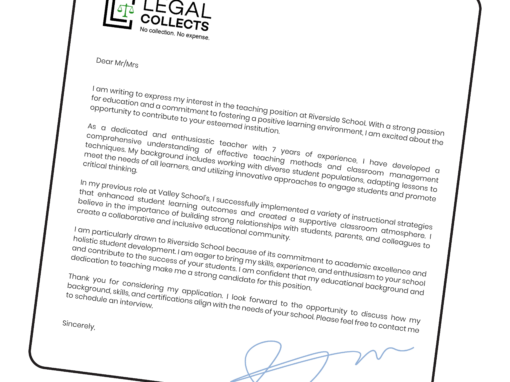 LEGAL
COLLECTS
No collection. No expense.
Dear Mr/Mrs
I am writing to express my interest in the teaching position at Riverside School. With a strong passion
for education and a commitment to fostering a positive learning environment, I am excited about the
opportunity to contribute to your esteemed institution.
As a dedicated and enthusiastic teacher with 7 years of experience, I have developed a
comprehensive understanding of effective teaching methods and classroom management
techniques. My background includes working with diverse student populations, adapting lessons to
meet the needs of all learners, and utilizing innovative approaches to engage students and promote
critical thinking.
In my previous role at Valley School's, I successfully implemented a variety of instructional strategies
that enhanced student learning outcomes and created a supportive classroom atmosphere. I
believe in the importance of building strong relationships with students, parents, and colleagues to
create a collaborative and inclusive educational community.
I am particularly drawn to Riverside School because of its commitment to academic excellence and
holistic student development. I am eager to bring my skills, experience, and enthusiasm to your school
and contribute to the success of your students. I am confident that my educational background and
dedication to teaching make me a strong candidate for this position.
Thank you for considering my application. I look forward to the opportunity to discuss how my
background, skills, and certifications align with the needs of your school. Please feel free to contact me
to schedule an interview.
Sincerely,